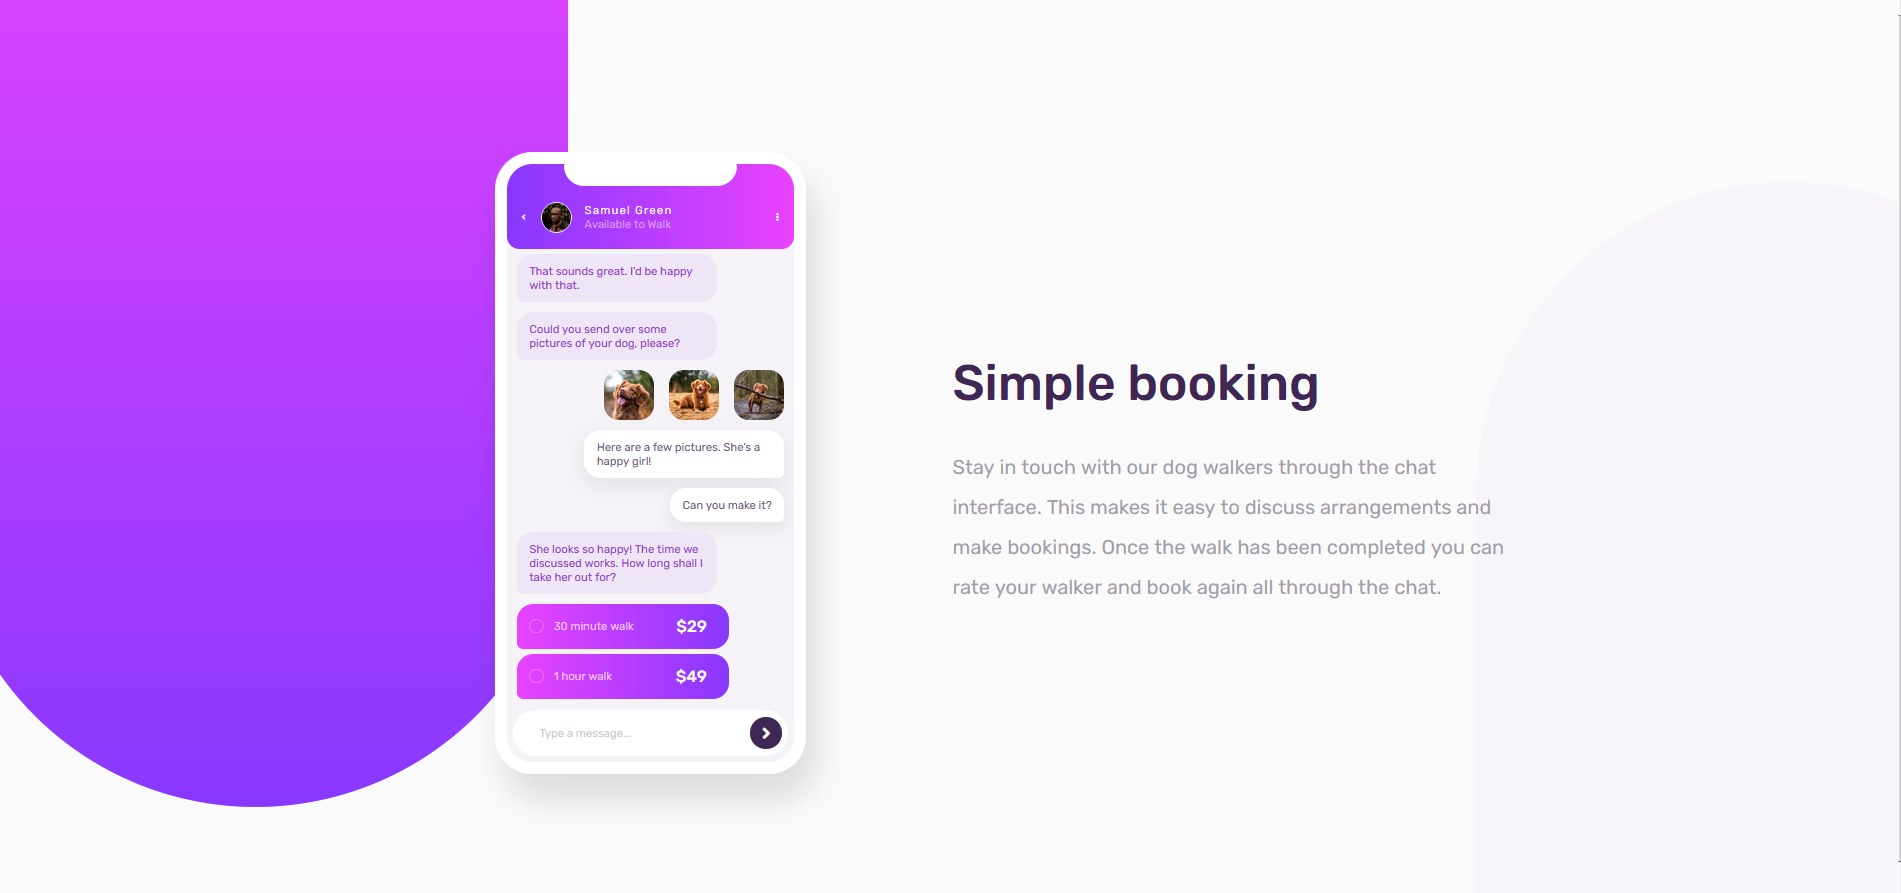 Samuel Green
Available to Walk
That sounds great. I’d be happy
with that.
Could you send over some
pictures of your dog, please?
Here are a few pictures. She’s a
happy girl!
Can you make it?
She looks so happy! The time we
discussed works. How long shall I
take her out for?
30 minute walk $29
1 hour walk $49
Type a message...
Simple booking
Stay in touch with our dog walkers through the chat
interface. This makes it easy to discuss arrangements and
make bookings. Once the walk has been completed you can
rate your walker and book again all through the chat.